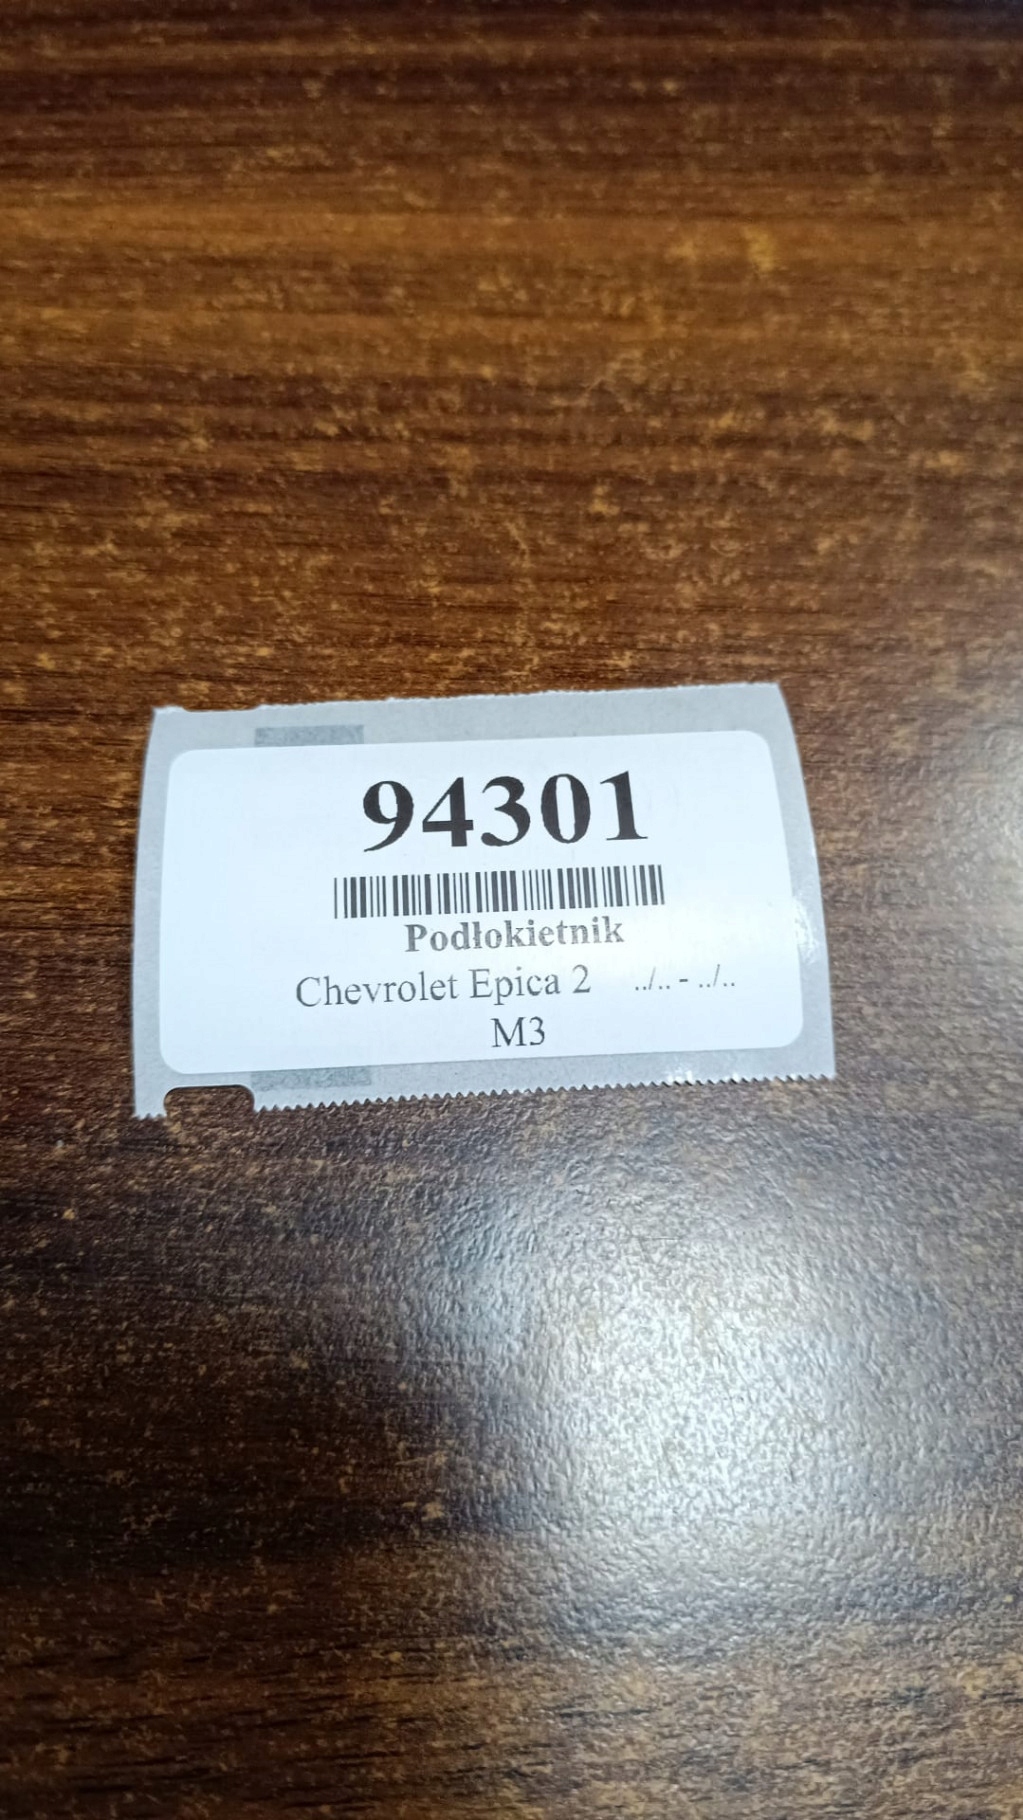 94301
Podłokietnik
Chevrolet Epica 2 ../.. - ../..
M3